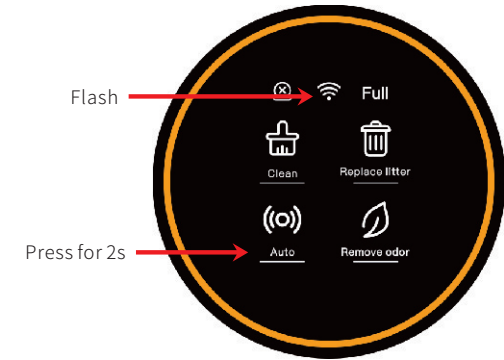 Flash
Full
Clean
Replace litter
Press for 2s
Auto
Remove odor